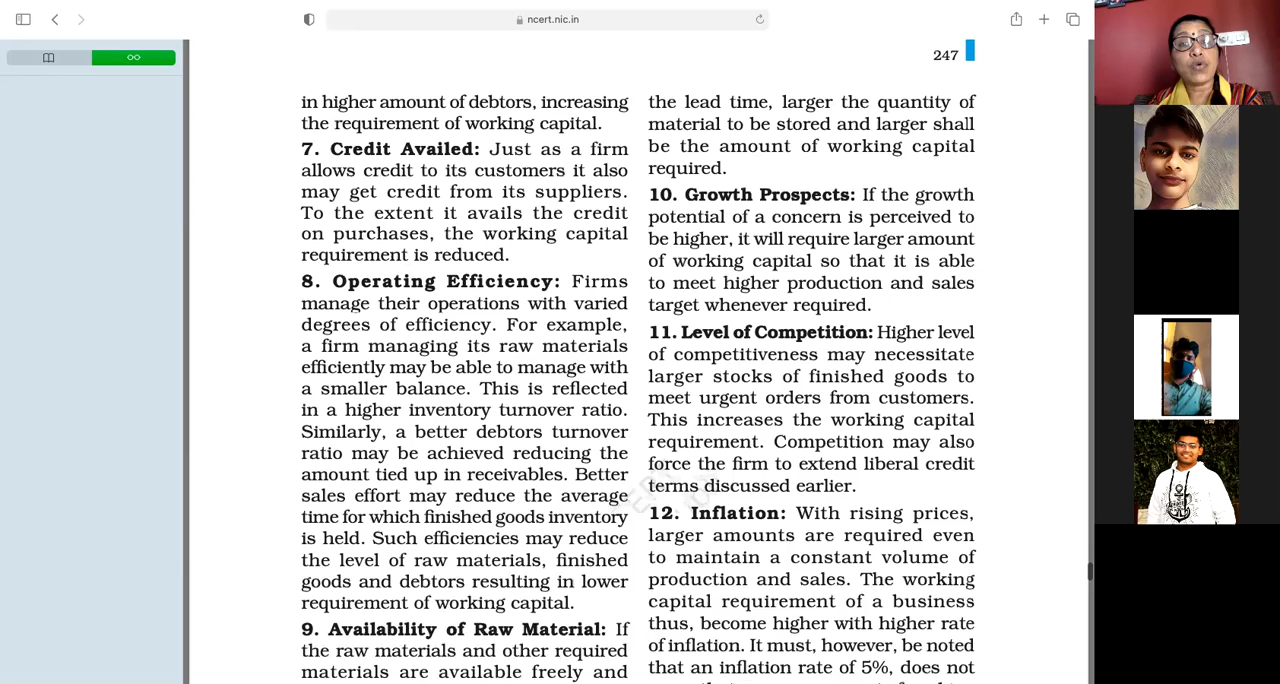 ncert.nic.in
247
in higher amount of debtors, increasing
the requirement of working capital.
7. Credit Availed: Just as a firm
allows credit to its customers it also
may get credit from its suppliers.
To the extent it avails the credit
on purchases, the working capital
requirement is reduced.
8. Operating Efficiency: Firms
manage their operations with varied
degrees of efficiency. For example,
a firm managing its raw materials
efficiently may be able to manage with
a smaller balance. This is reflected
in a higher inventory turnover ratio.
Similarly, a better debtors turnover
ratio may be achieved reducing the
amount tied up in receivables. Better
sales effort may reduce the average
time for which finished goods inventory
is held. Such efficiencies may reduce
the level of raw materials, finished
goods and debtors resulting in lower
requirement of working capital.
9. Availability of Raw Material: If
the raw materials and other required
materials are available freely and
the lead time, larger the quantity of
material to be stored and larger shall
be the amount of working capital
required.
10. Growth Prospects: If the growth
potential of a concern is perceived to
be higher, it will require larger amount
of working capital so that it is able
to meet higher production and sales
target whenever required.
11. Level of Competition: Higher level
of competitiveness may necessitate
larger stocks of finished goods to
meet urgent orders from customers.
This increases the working capital
requirement. Competition may also
force the firm to extend liberal credit
terms discussed earlier.
12. Inflation: With rising prices,
larger amounts are required even
to maintain a constant volume of
production and sales. The working
capital requirement of a business
thus, become higher with higher rate
of inflation. It must, however, be noted
that an inflation rate of 5%, does not